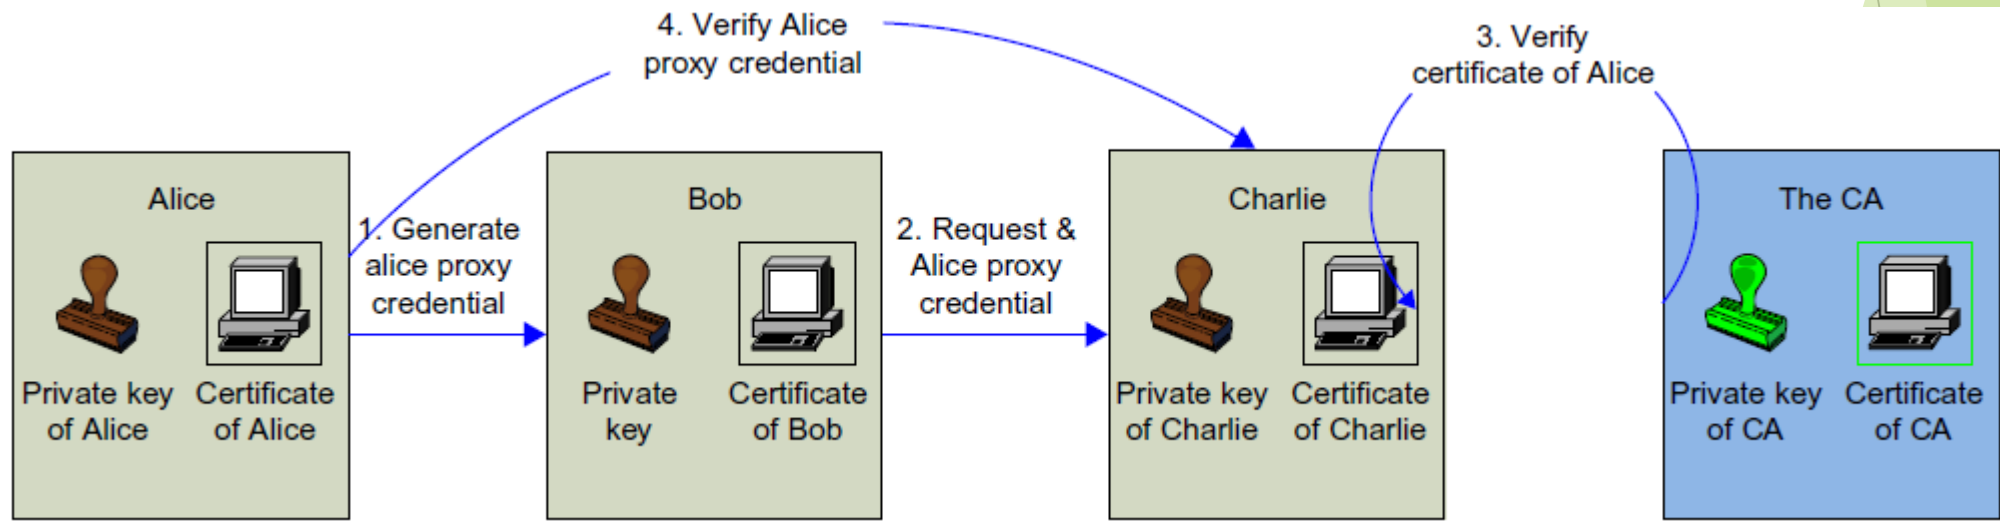 4. Verify Alice
proxy credential
3. Verify
certificate of Alice
Alice
Bob
Charlie
The CA
1. Generate
alice proxy
credential
2. Request &
Alice proxy
credential
Private key
of Alice
Certificate
of Alice
Private
key
Certificate
of Bob
Private key
of Charlie
Certificate
of Charlie
Private key
of CA
Certificate
of CA